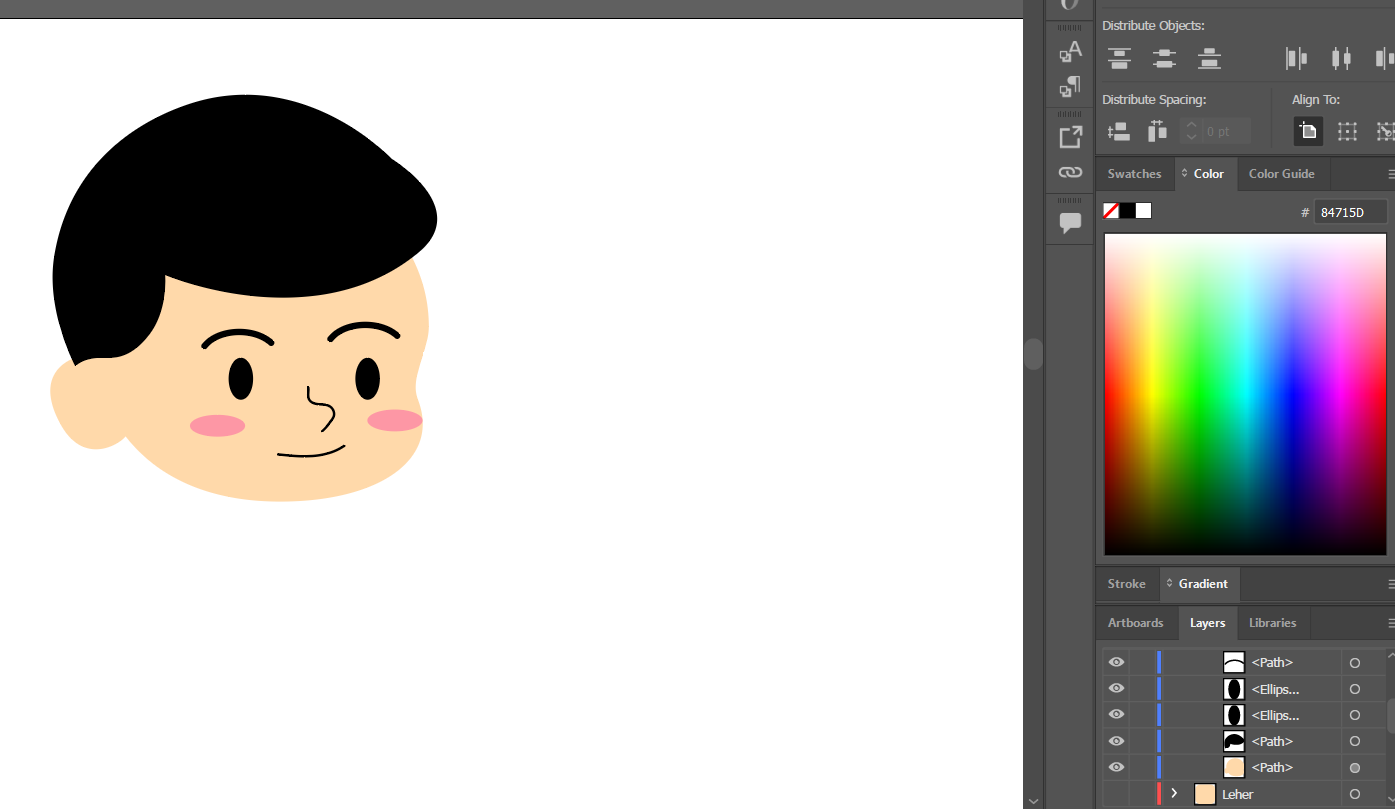 Distribute Objects:
Distribute Spacing:
Align To:
0 pt
Swatches
Color
Color Guide
# 84715D
Stroke
Gradient
Artboards
Layers
Libraries
<Path>
<Ellips...
<Ellips...
<Path>
<Path>
Leher